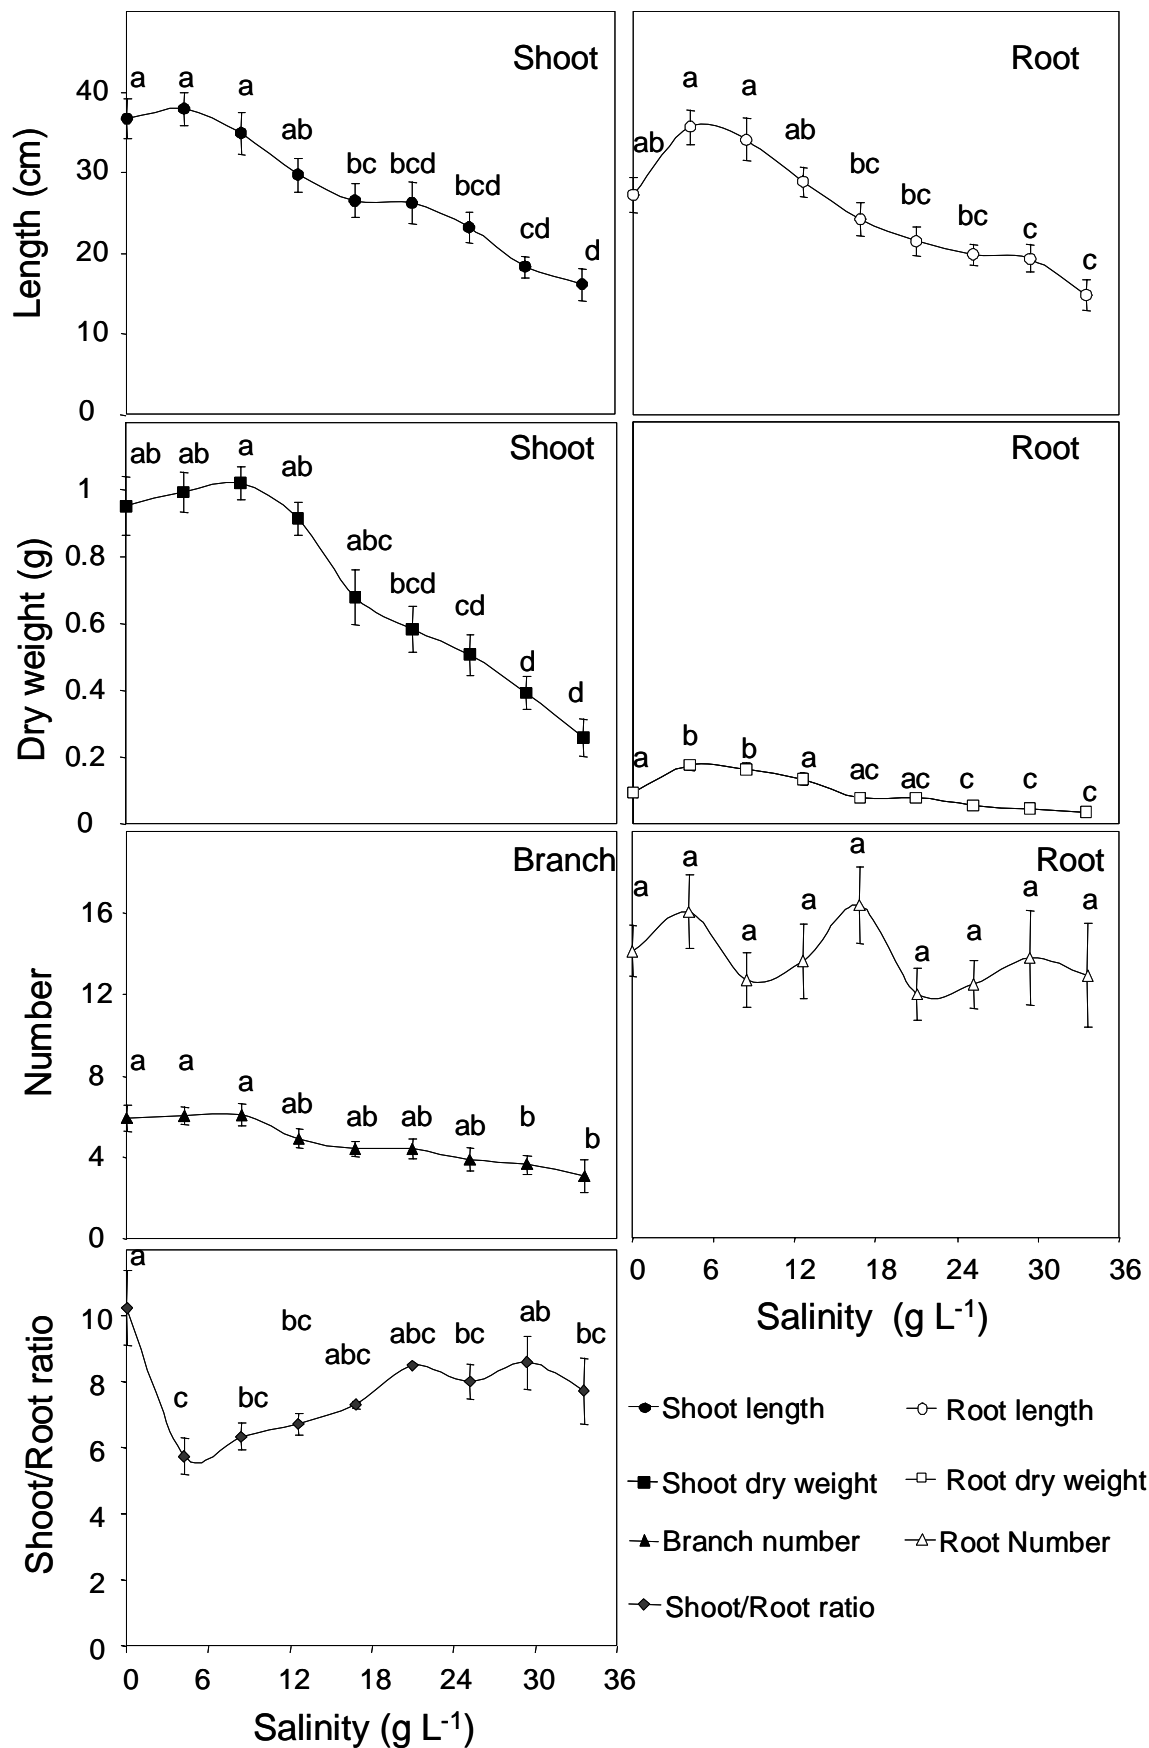 Shoot
Length (cm)
40
30
20
10
0
a a a ab bc bcd bcd cd d
Root
ab a a ab bc bc bc c c
Shoot
Dry weight (g)
1
0.8
0.6
0.4
0.2
0
ab ab a ab abc bcd cd d d
Root
a b b a ac ac c c c
Branch
Number
16
12
8
4
0
a a a ab ab ab ab b b
Root
a a a a a a a a a
0 6 12 18 24 30 36
Salinity (g L-1)
Shoot/Root ratio
10
8
6
4
2
0
a c bc bc abc abc bc ab bc
0 6 12 18 24 30 36
Salinity (g L-1)
Shoot length
Root length
Shoot dry weight
Root dry weight
Branch number
Root Number
Shoot/Root ratio